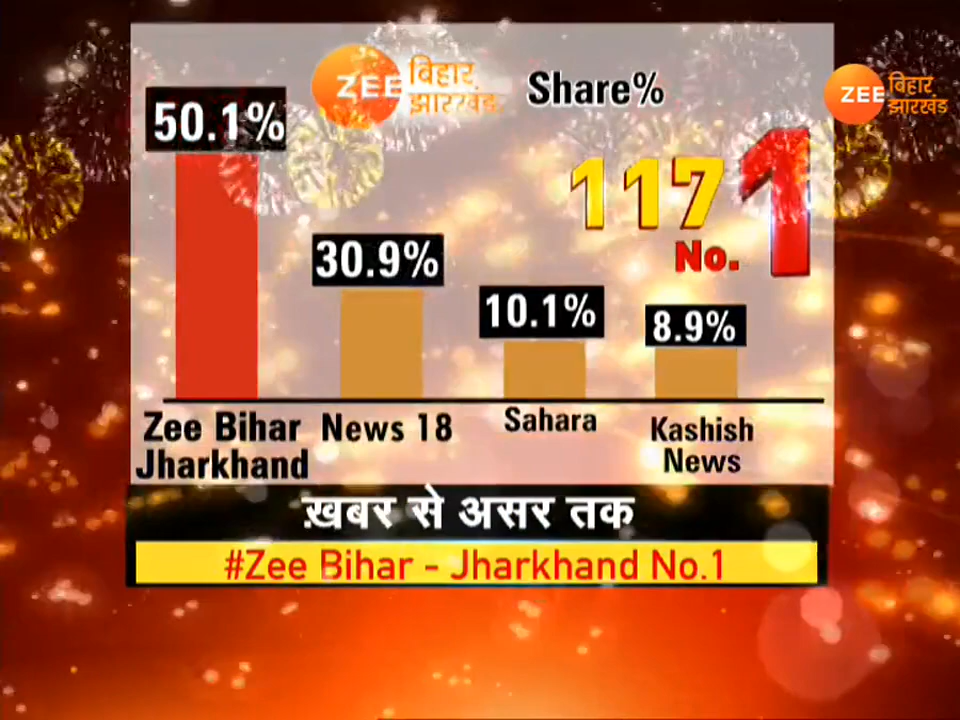 ZEE बिहार झारखंड
Share%
ZEE बिहार झारखंड
50.1%
117
No. 1
30.9%
10.1%
8.9%
Zee Bihar Jharkhand
News 18
Sahara
Kashish News
ख़बर से असर तक
#Zee Bihar - Jharkhand No.1